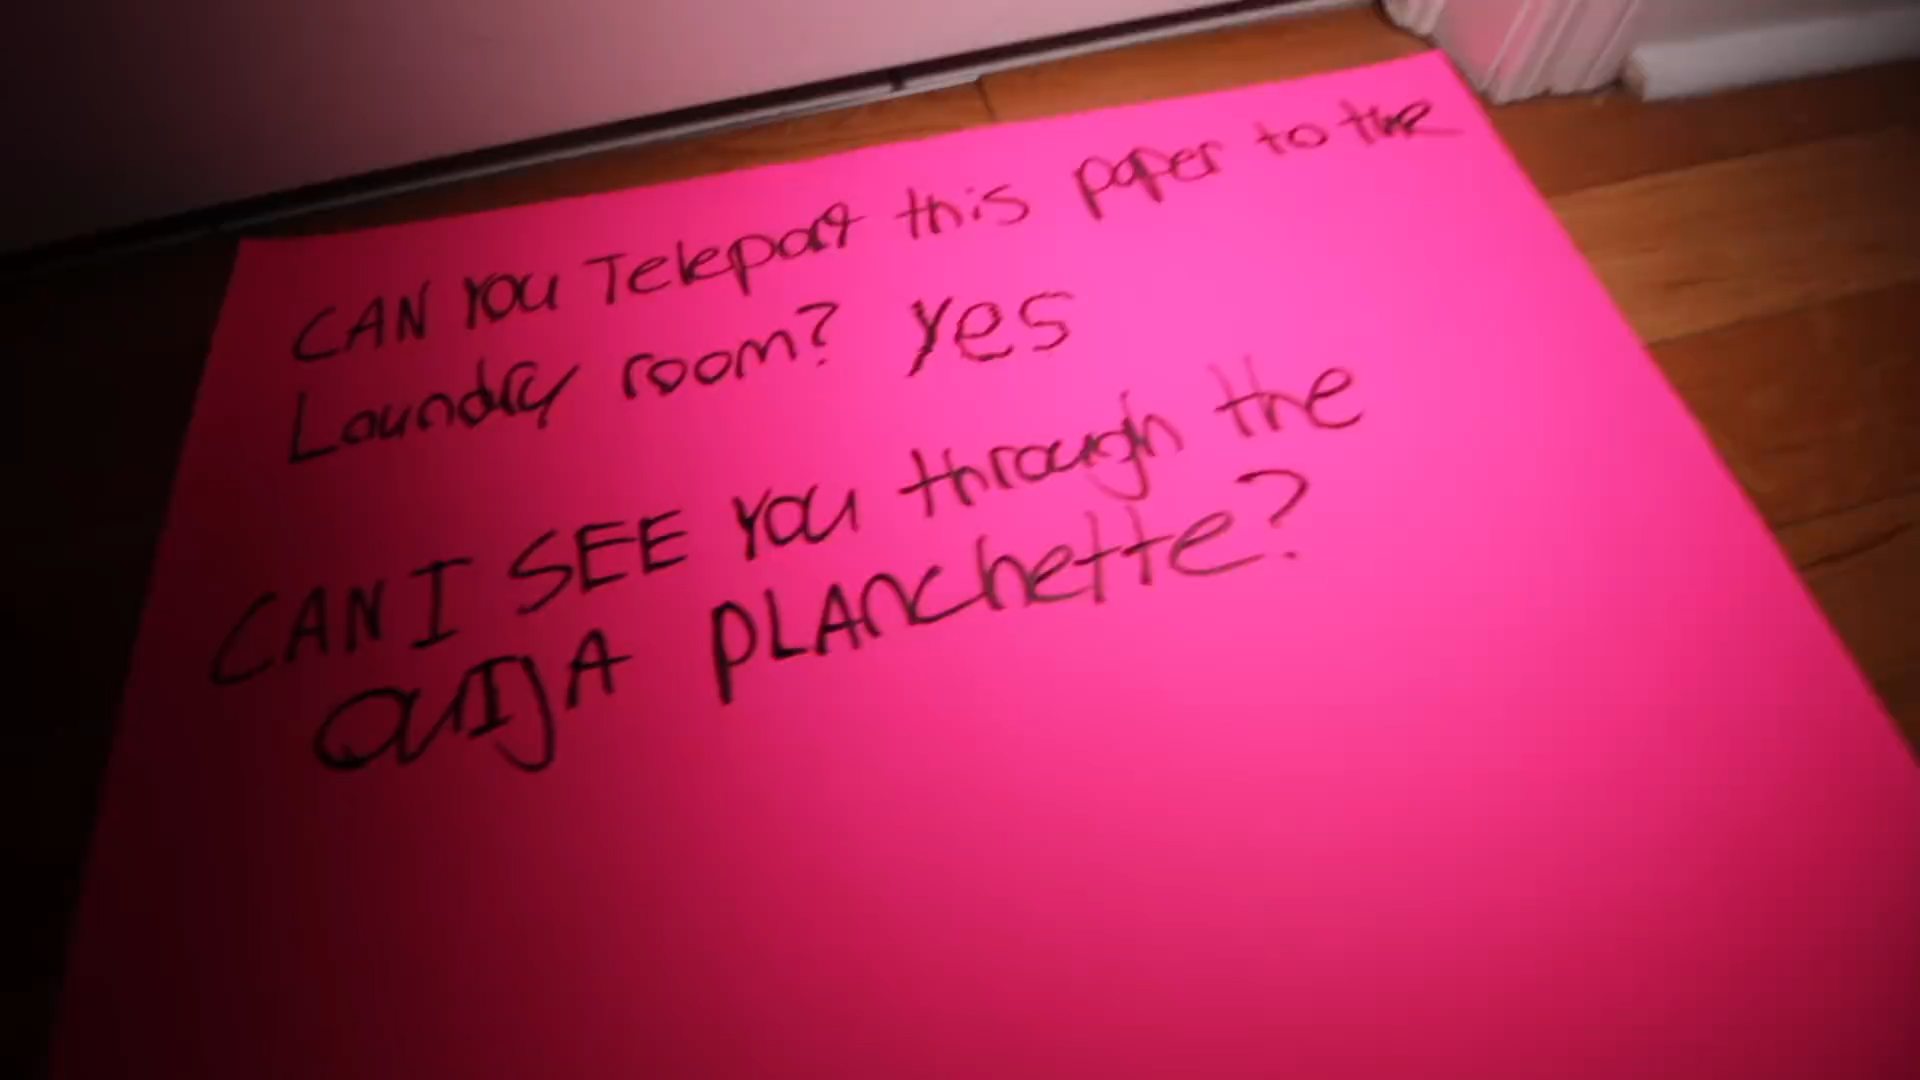 CAN YOU Teleport this paper to the
Laundry room? Yes
CAN I SEE YOU through the
OUIJA PLANchette?